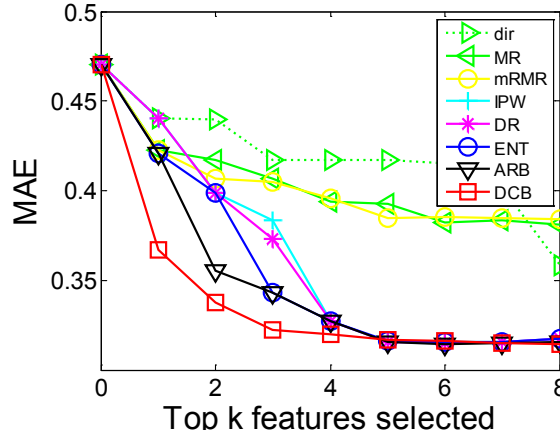 0.5
0.45
0.4
0.35
MAE
0 2 4 6 8
Top k features selected
dir
MR
mRMR
IPW
DR
ENT
ARB
DCB